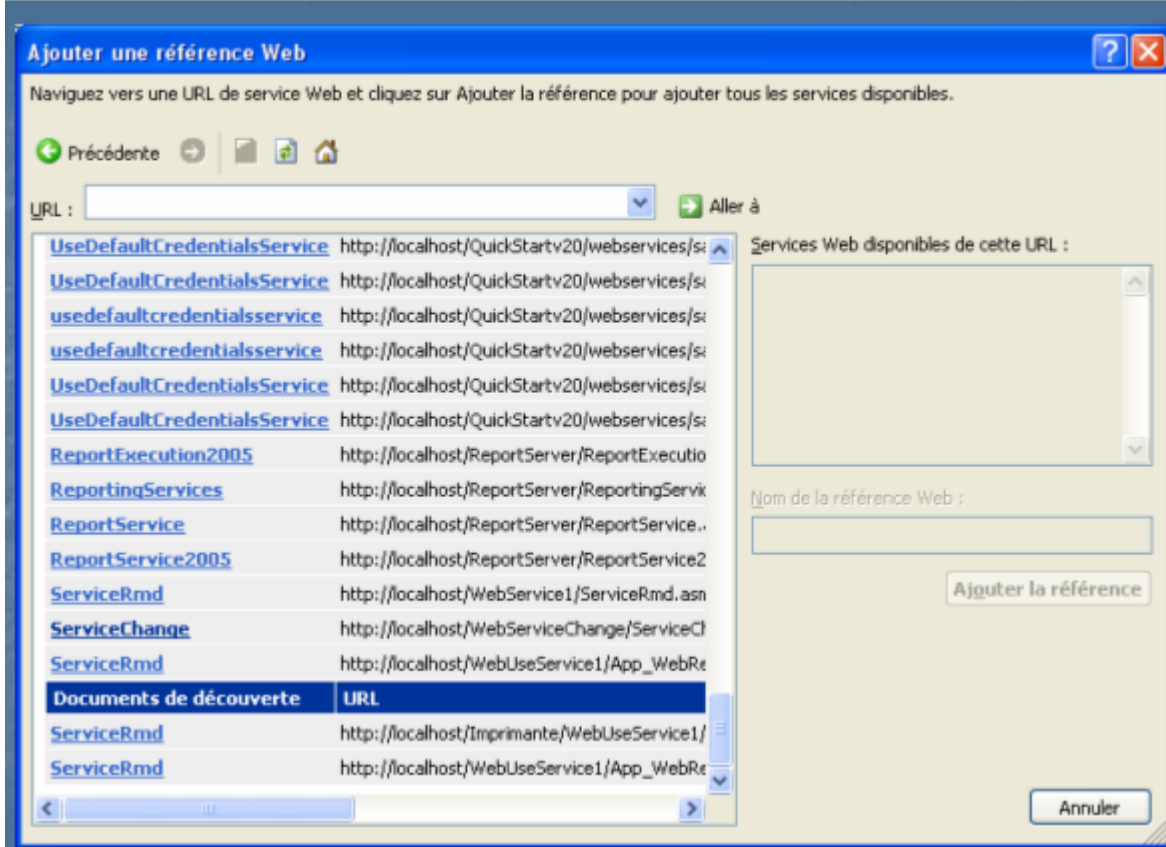 Ajouter une référence Web
Naviguez vers une URL de service Web et cliquez sur Ajouter la référence pour ajouter tous les services disponibles.
Précédente
URL :
Aller à
UseDefaultCredentialsService http://localhost/QuickStartv20/webservices/sa
UseDefaultCredentialsService http://localhost/QuickStartv20/webservices/sa
usedefaultcredentialsservice http://localhost/QuickStartv20/webservices/sa
usedefaultcredentialsservice http://localhost/QuickStartv20/webservices/sa
UseDefaultCredentialsService http://localhost/QuickStartv20/webservices/sa
UseDefaultCredentialsService http://localhost/QuickStartv20/webservices/sa
ReportExecution2005 http://localhost/ReportServer/ReportExecutio
ReportingServices http://localhost/ReportServer/ReportingServic
ReportService http://localhost/ReportServer/ReportService.
ReportService2005 http://localhost/ReportServer/ReportService2
ServiceRmd http://localhost/WebService1/ServiceRmd.asm
ServiceChange http://localhost/WebServiceChange/ServiceCh
ServiceRmd http://localhost/WebUseService1/App_WebRe
Documents de découverte URL
ServiceRmd http://localhost/Imprimante/WebUseService1/
ServiceRmd http://localhost/WebUseService1/App_WebRe
Services Web disponibles de cette URL :
Nom de la référence Web :
Ajouter la référence
Annuler